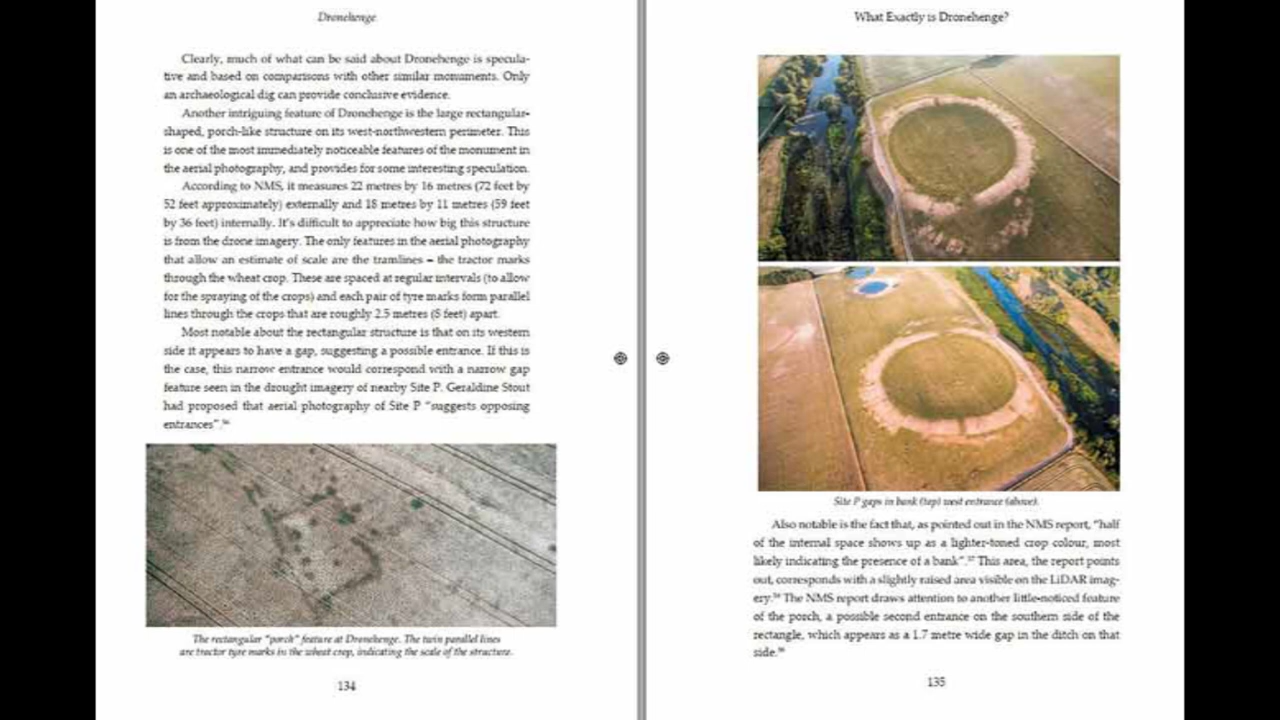 Dronehenge
Clearly, much of what can be said about Dronehenge is specula-
tive and based on comparisons with other similar monuments. Only
an archaeological dig can provide conclusive evidence.
Another intriguing feature of Dronehenge is the large rectangular-
shaped, porch-like structure on its west-northwestern perimeter. This
is one of the most immediately noticeable features of the monument in
the aerial photography, and provides for some interesting speculation.
According to NMS, it measures 22 metres by 16 metres (72 feet by
52 feet approximately) externally and 18 metres by 11 metres (59 feet
by 36 feet) internally. It's difficult to appreciate how big this structure
is from the drone imagery. The only features in the aerial photography
that allow an estimate of scale are the tramlines – the tractor marks
through the wheat crop. These are spaced at regular intervals (to allow
for the spraying of the crops) and each pair of tyre marks form parallel
lines through the crops that are roughly 2.5 metres (8 feet) apart.
Most notable about the rectangular structure is that on its western
side it appears to have a gap, suggesting a possible entrance. If this is
the case, this narrow entrance would correspond with a narrow gap
feature seen in the drought imagery of nearby Site P. Geraldine Stout
had proposed that aerial photography of Site P "suggests opposing
entrances".
The rectangular "porch" feature at Dronehenge. The twin parallel lines
are tractor tyre marks in the wheat crop, indicating the scale of the structure.
134
What Exactly is Dronehenge?
Site P gaps in bank (top) west entrance (above).
Also notable is the fact that, as pointed out in the NMS report, "half
of the internal space shows up as a lighter-toned crop colour, most
likely indicating the presence of a bank". This area, the report points
out, corresponds with a slightly raised area visible on the LiDAR imag-
ery. The NMS report draws attention to another little-noticed feature
of the porch, a possible second entrance on the southern side of the
rectangle, which appears as a 1.7 metre wide gap in the ditch on that
side.
135